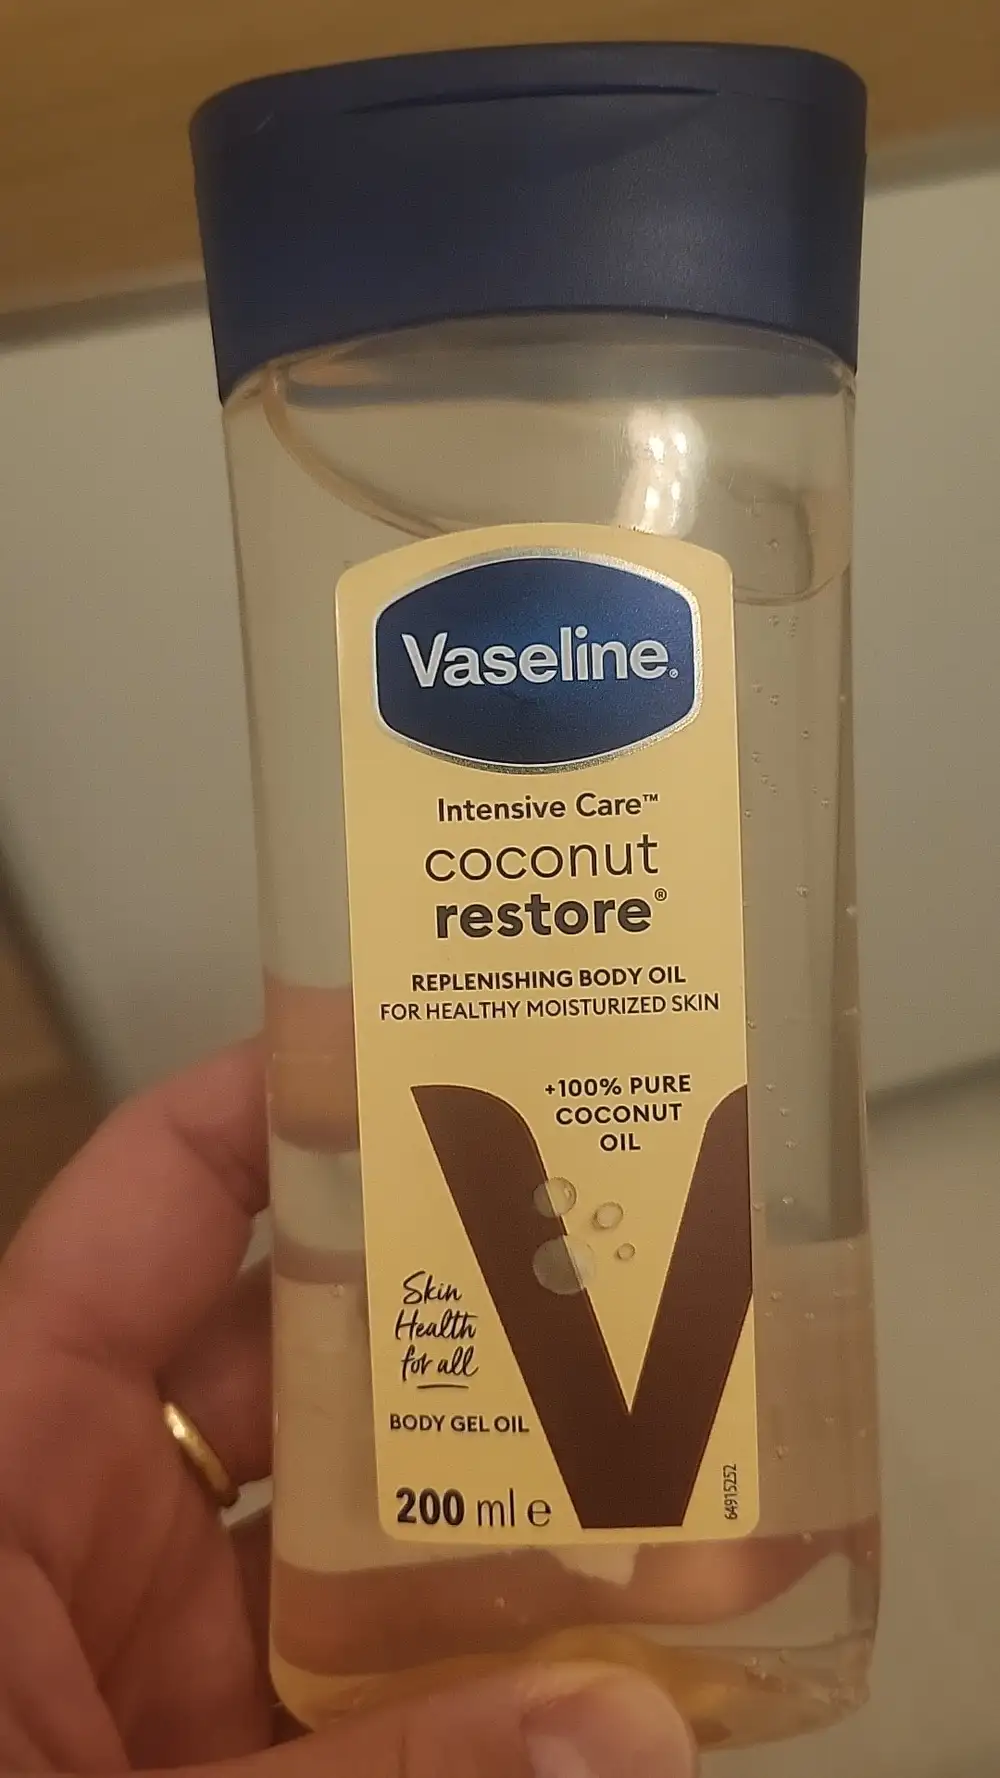 Vaseline®
Intensive Care™
coconut
restore®
REPLENISHING BODY OIL
FOR HEALTHY MOISTURIZED SKIN
+100% PURE
COCONUT
OIL
Skin
Health
for all
BODY GEL OIL
200 ml e
64915252